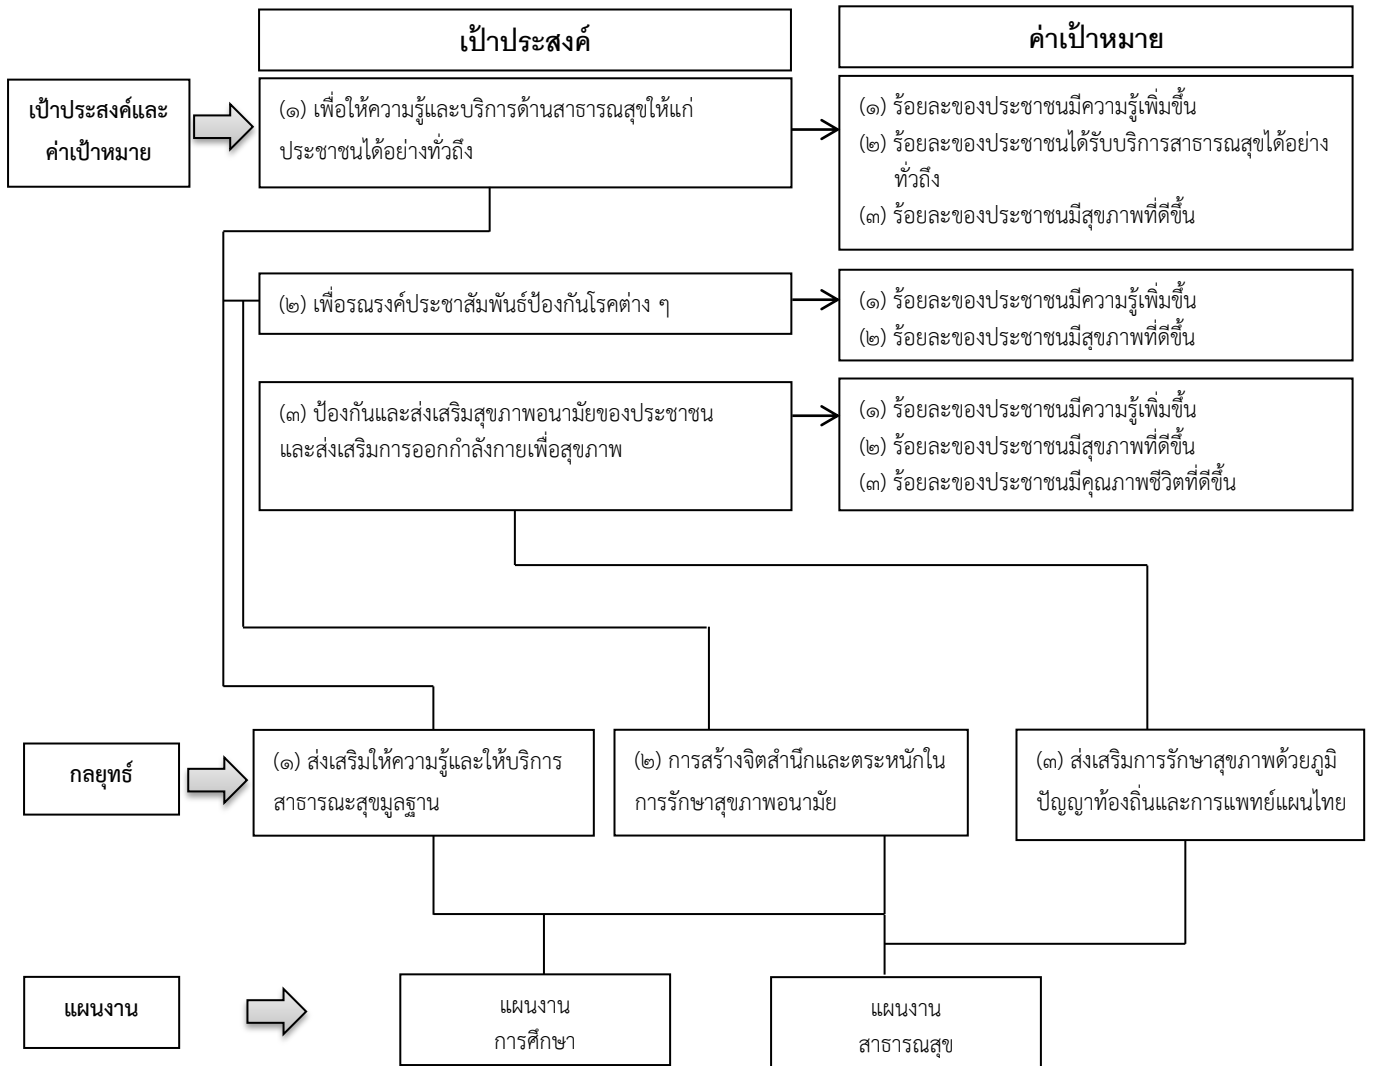 เป้าประสงค์
ค่าเป้าหมาย
เป้าประสงค์และ
ค่าเป้าหมาย
(๑) เพื่อให้ความรู้และบริการด้านสาธารณสุขให้แก่
ประชาชนได้อย่างทั่วถึง
(๑) ร้อยละของประชาชนมีความรู้เพิ่มขึ้น
(๒) ร้อยละของประชาชนได้รับบริการสาธารณสุขได้อย่าง
ทั่วถึง
(๓) ร้อยละของประชาชนมีสุขภาพที่ดีขึ้น
(๒) เพื่อรณรงค์ประชาสัมพันธ์ป้องกันโรคต่าง ๆ
(๑) ร้อยละของประชาชนมีความรู้เพิ่มขึ้น
(๒) ร้อยละของประชาชนมีสุขภาพที่ดีขึ้น
(๓) ป้องกันและส่งเสริมสุขภาพอนามัยของประชาชน
และส่งเสริมการออกกำลังกายเพื่อสุขภาพ
(๑) ร้อยละของประชาชนมีความรู้เพิ่มขึ้น
(๒) ร้อยละของประชาชนมีสุขภาพที่ดีขึ้น
(๓) ร้อยละของประชาชนมีคุณภาพชีวิตที่ดีขึ้น
กลยุทธ์
(๑) ส่งเสริมให้ความรู้และให้บริการ
สาธารณะสุขมูลฐาน
(๒) การสร้างจิตสำนึกและตระหนักใน
การรักษาสุขภาพอนามัย
(๓) ส่งเสริมการรักษาสุขภาพด้วยภูมิ
ปัญญาท้องถิ่นและการแพทย์แผนไทย
แผนงาน
แผนงาน
การศึกษา
แผนงาน
สาธารณสุข